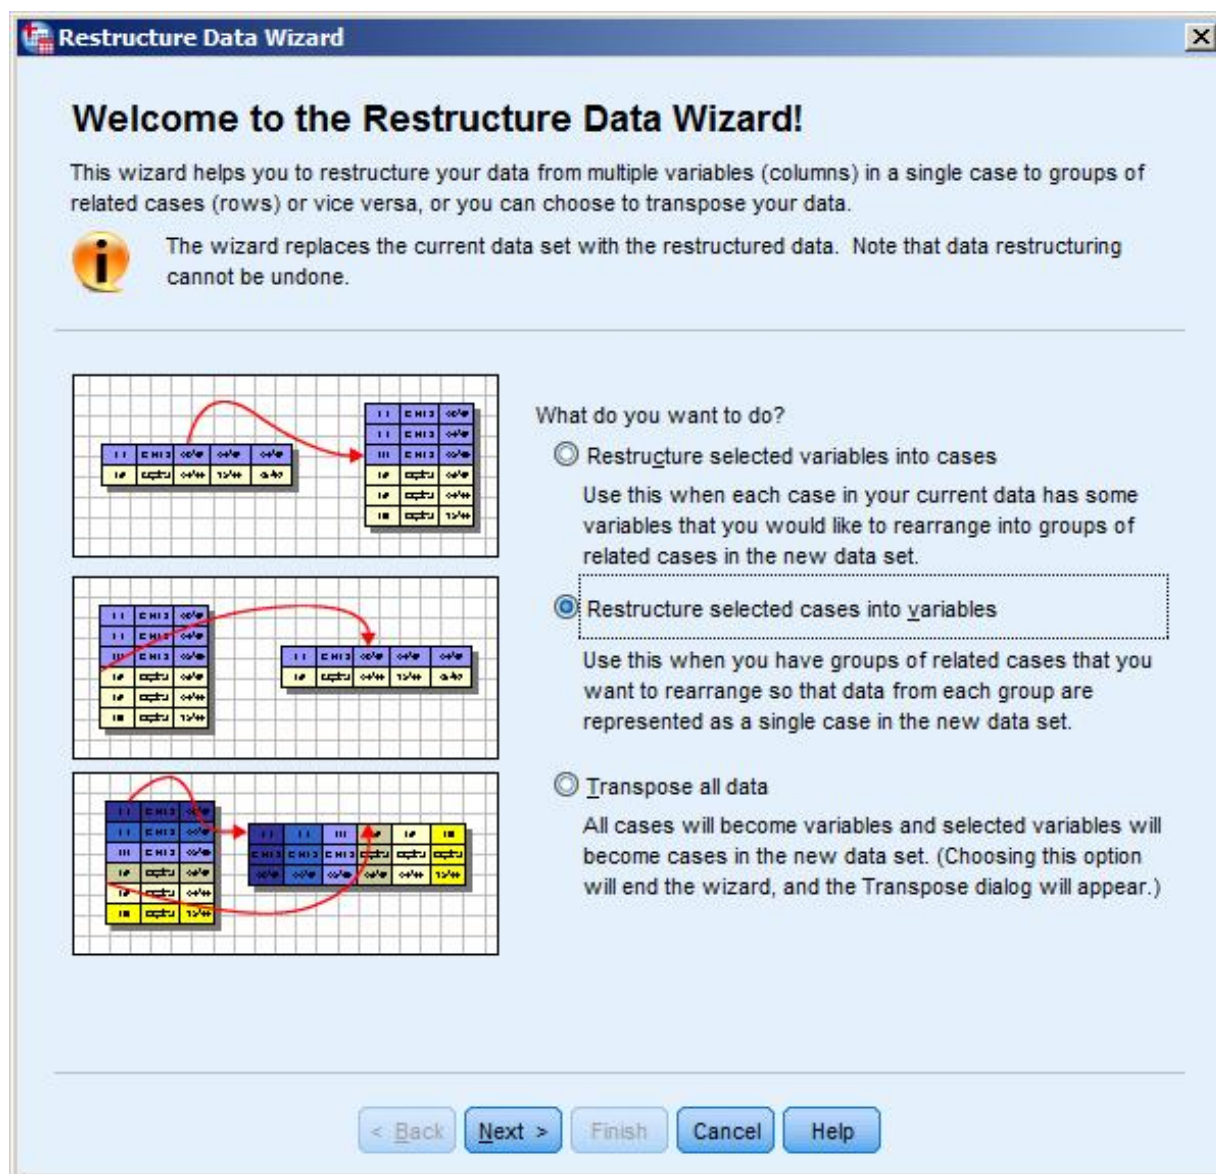 Restructure Data Wizard
Welcome to the Restructure Data Wizard!
This wizard helps you to restructure your data from multiple variables (columns) in a single case to groups of
related cases (rows) or vice versa, or you can choose to transpose your data.
The wizard replaces the current data set with the restructured data.  Note that data restructuring
cannot be undone.
What do you want to do?
Restructure selected variables into cases
Use this when each case in your current data has some
variables that you would like to rearrange into groups of
related cases in the new data set.
Restructure selected cases into variables
Use this when you have groups of related cases that you
want to rearrange so that data from each group are
represented as a single case in the new data set.
Transpose all data
All cases will become variables and selected variables will
become cases in the new data set. (Choosing this option
will end the wizard, and the Transpose dialog will appear.)
< Back Next > Finish Cancel Help